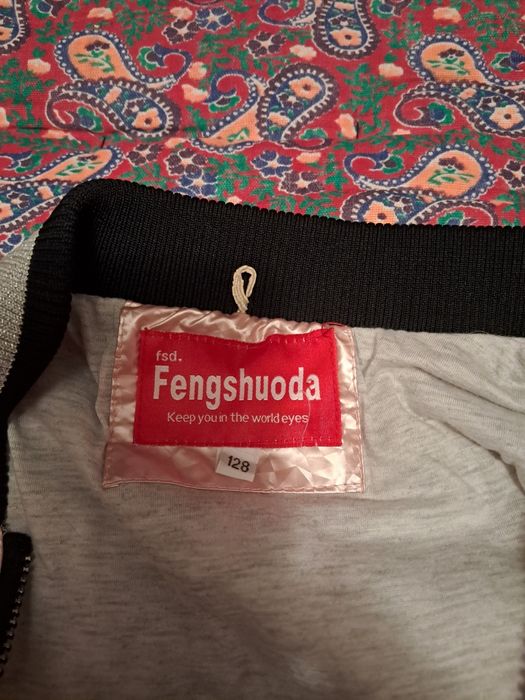 fsd.
Fengshuoda
Keep you in the world eyes
128